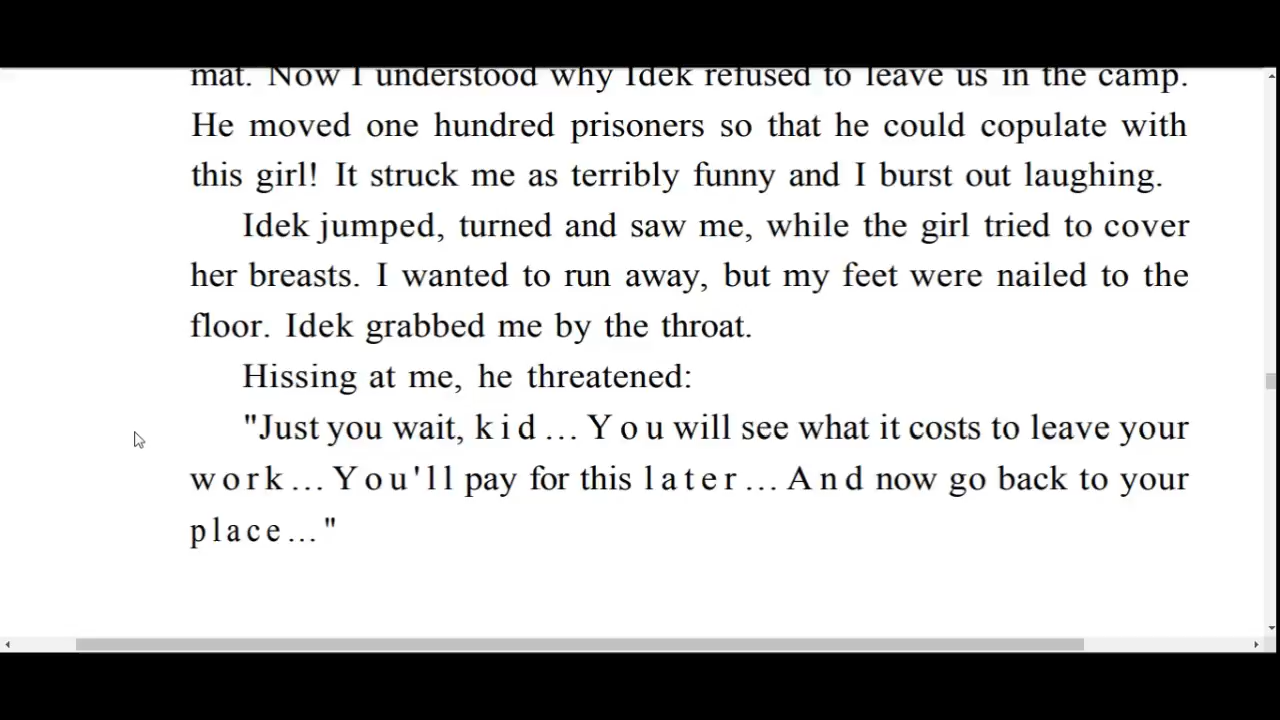 mat. Now I understood why Idek refused to leave us in the camp.
He moved one hundred prisoners so that he could copulate with
this girl! It struck me as terribly funny and I burst out laughing.
Idek jumped, turned and saw me, while the girl tried to cover
her breasts. I wanted to run away, but my feet were nailed to the
floor. Idek grabbed me by the throat.
Hissing at me, he threatened:
"Just you wait, kid... You will see what it costs to leave your
work... You'll pay for this later... And now go back to your
place..."